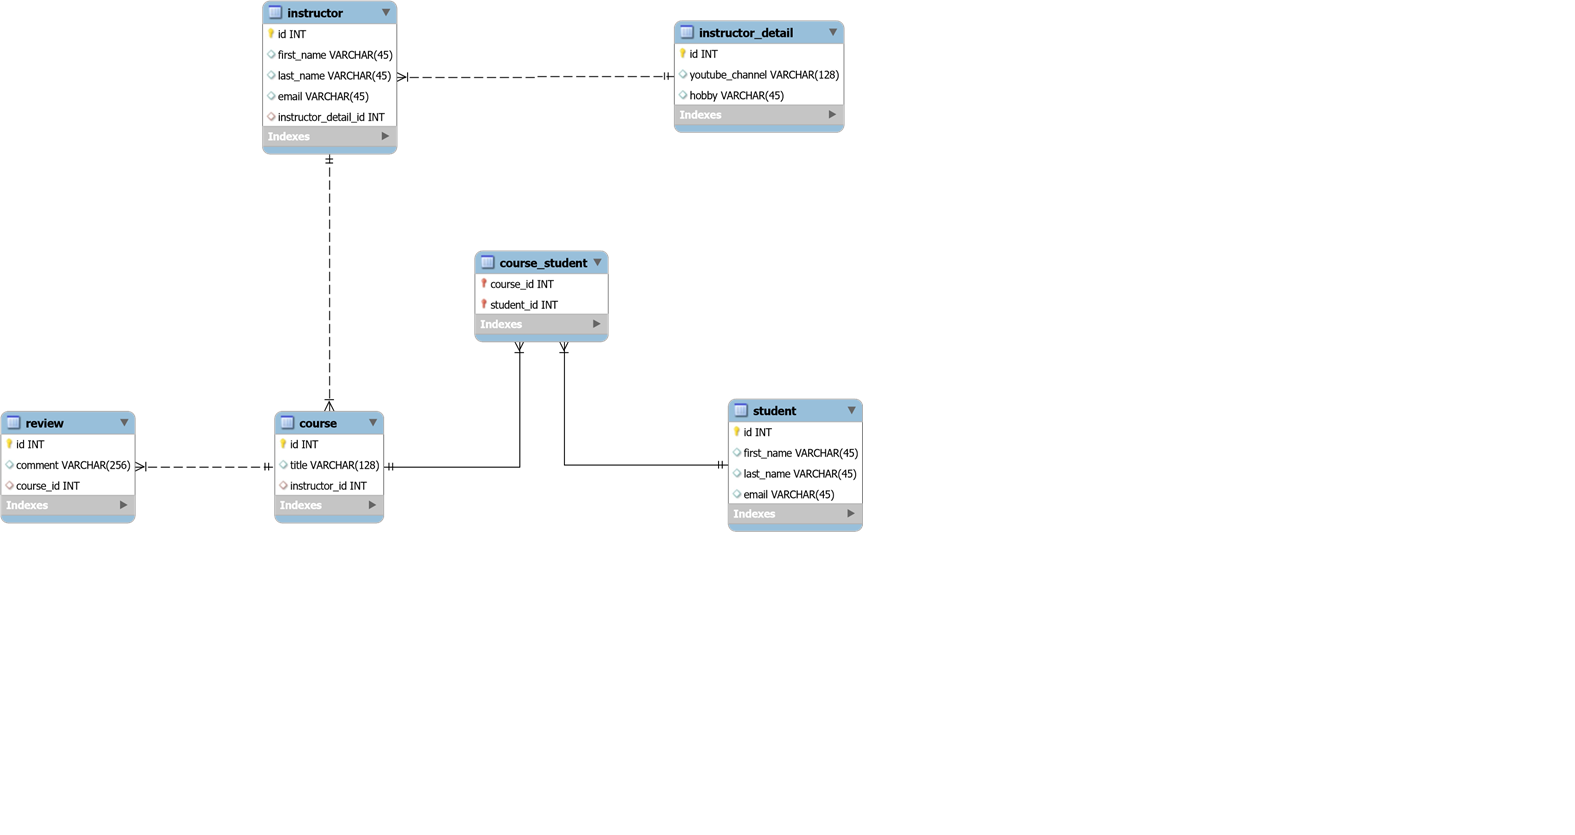 instructor
id INT
first_name VARCHAR(45)
last_name VARCHAR(45)
email VARCHAR(45)
instructor_detail_id INT
Indexes
instructor_detail
id INT
youtube_channel VARCHAR(128)
hobby VARCHAR(45)
Indexes
course_student
course_id INT
student_id INT
Indexes
review
id INT
comment VARCHAR(256)
course_id INT
Indexes
course
id INT
title VARCHAR(128)
instructor_id INT
Indexes
student
id INT
first_name VARCHAR(45)
last_name VARCHAR(45)
email VARCHAR(45)
Indexes